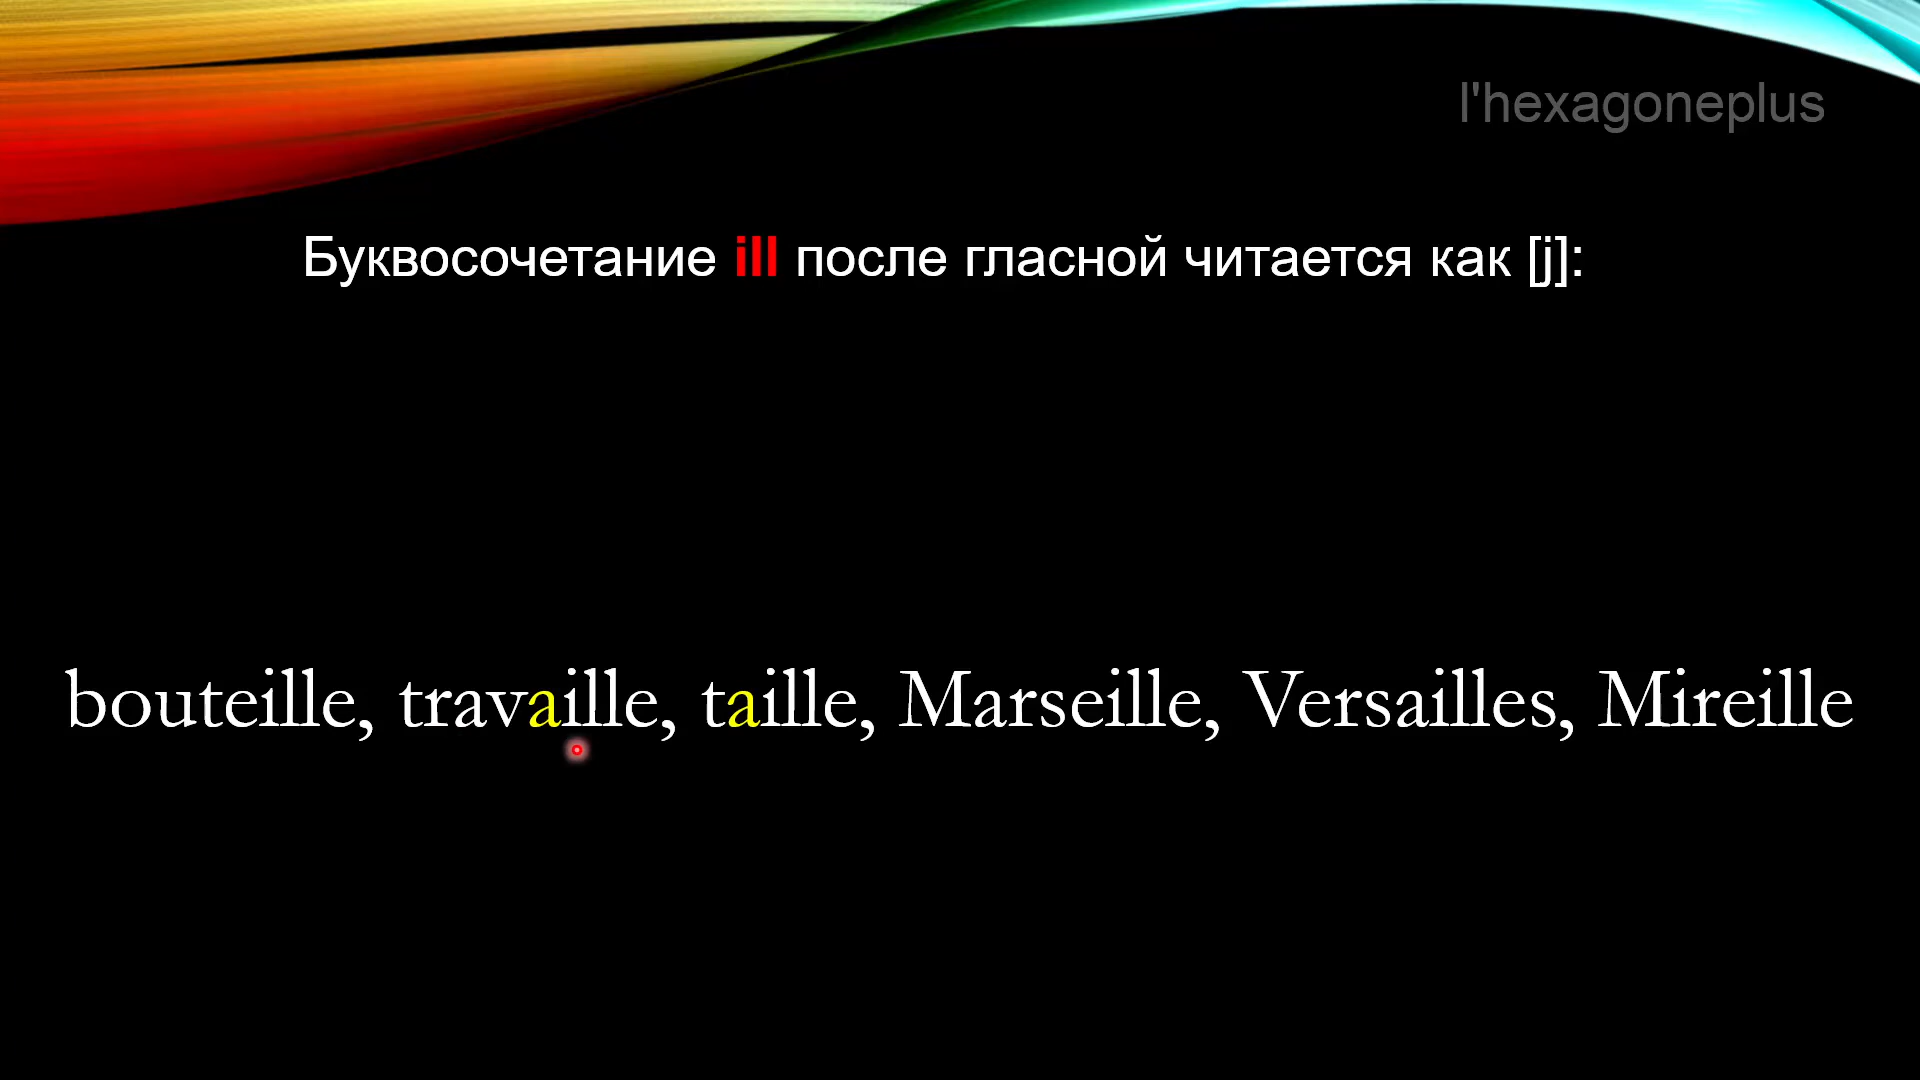 l'hexagoneplus
Буквосочетание ill после гласной читается как [j]:
bouteille, travaille, taille, Marseille, Versailles, Mireille